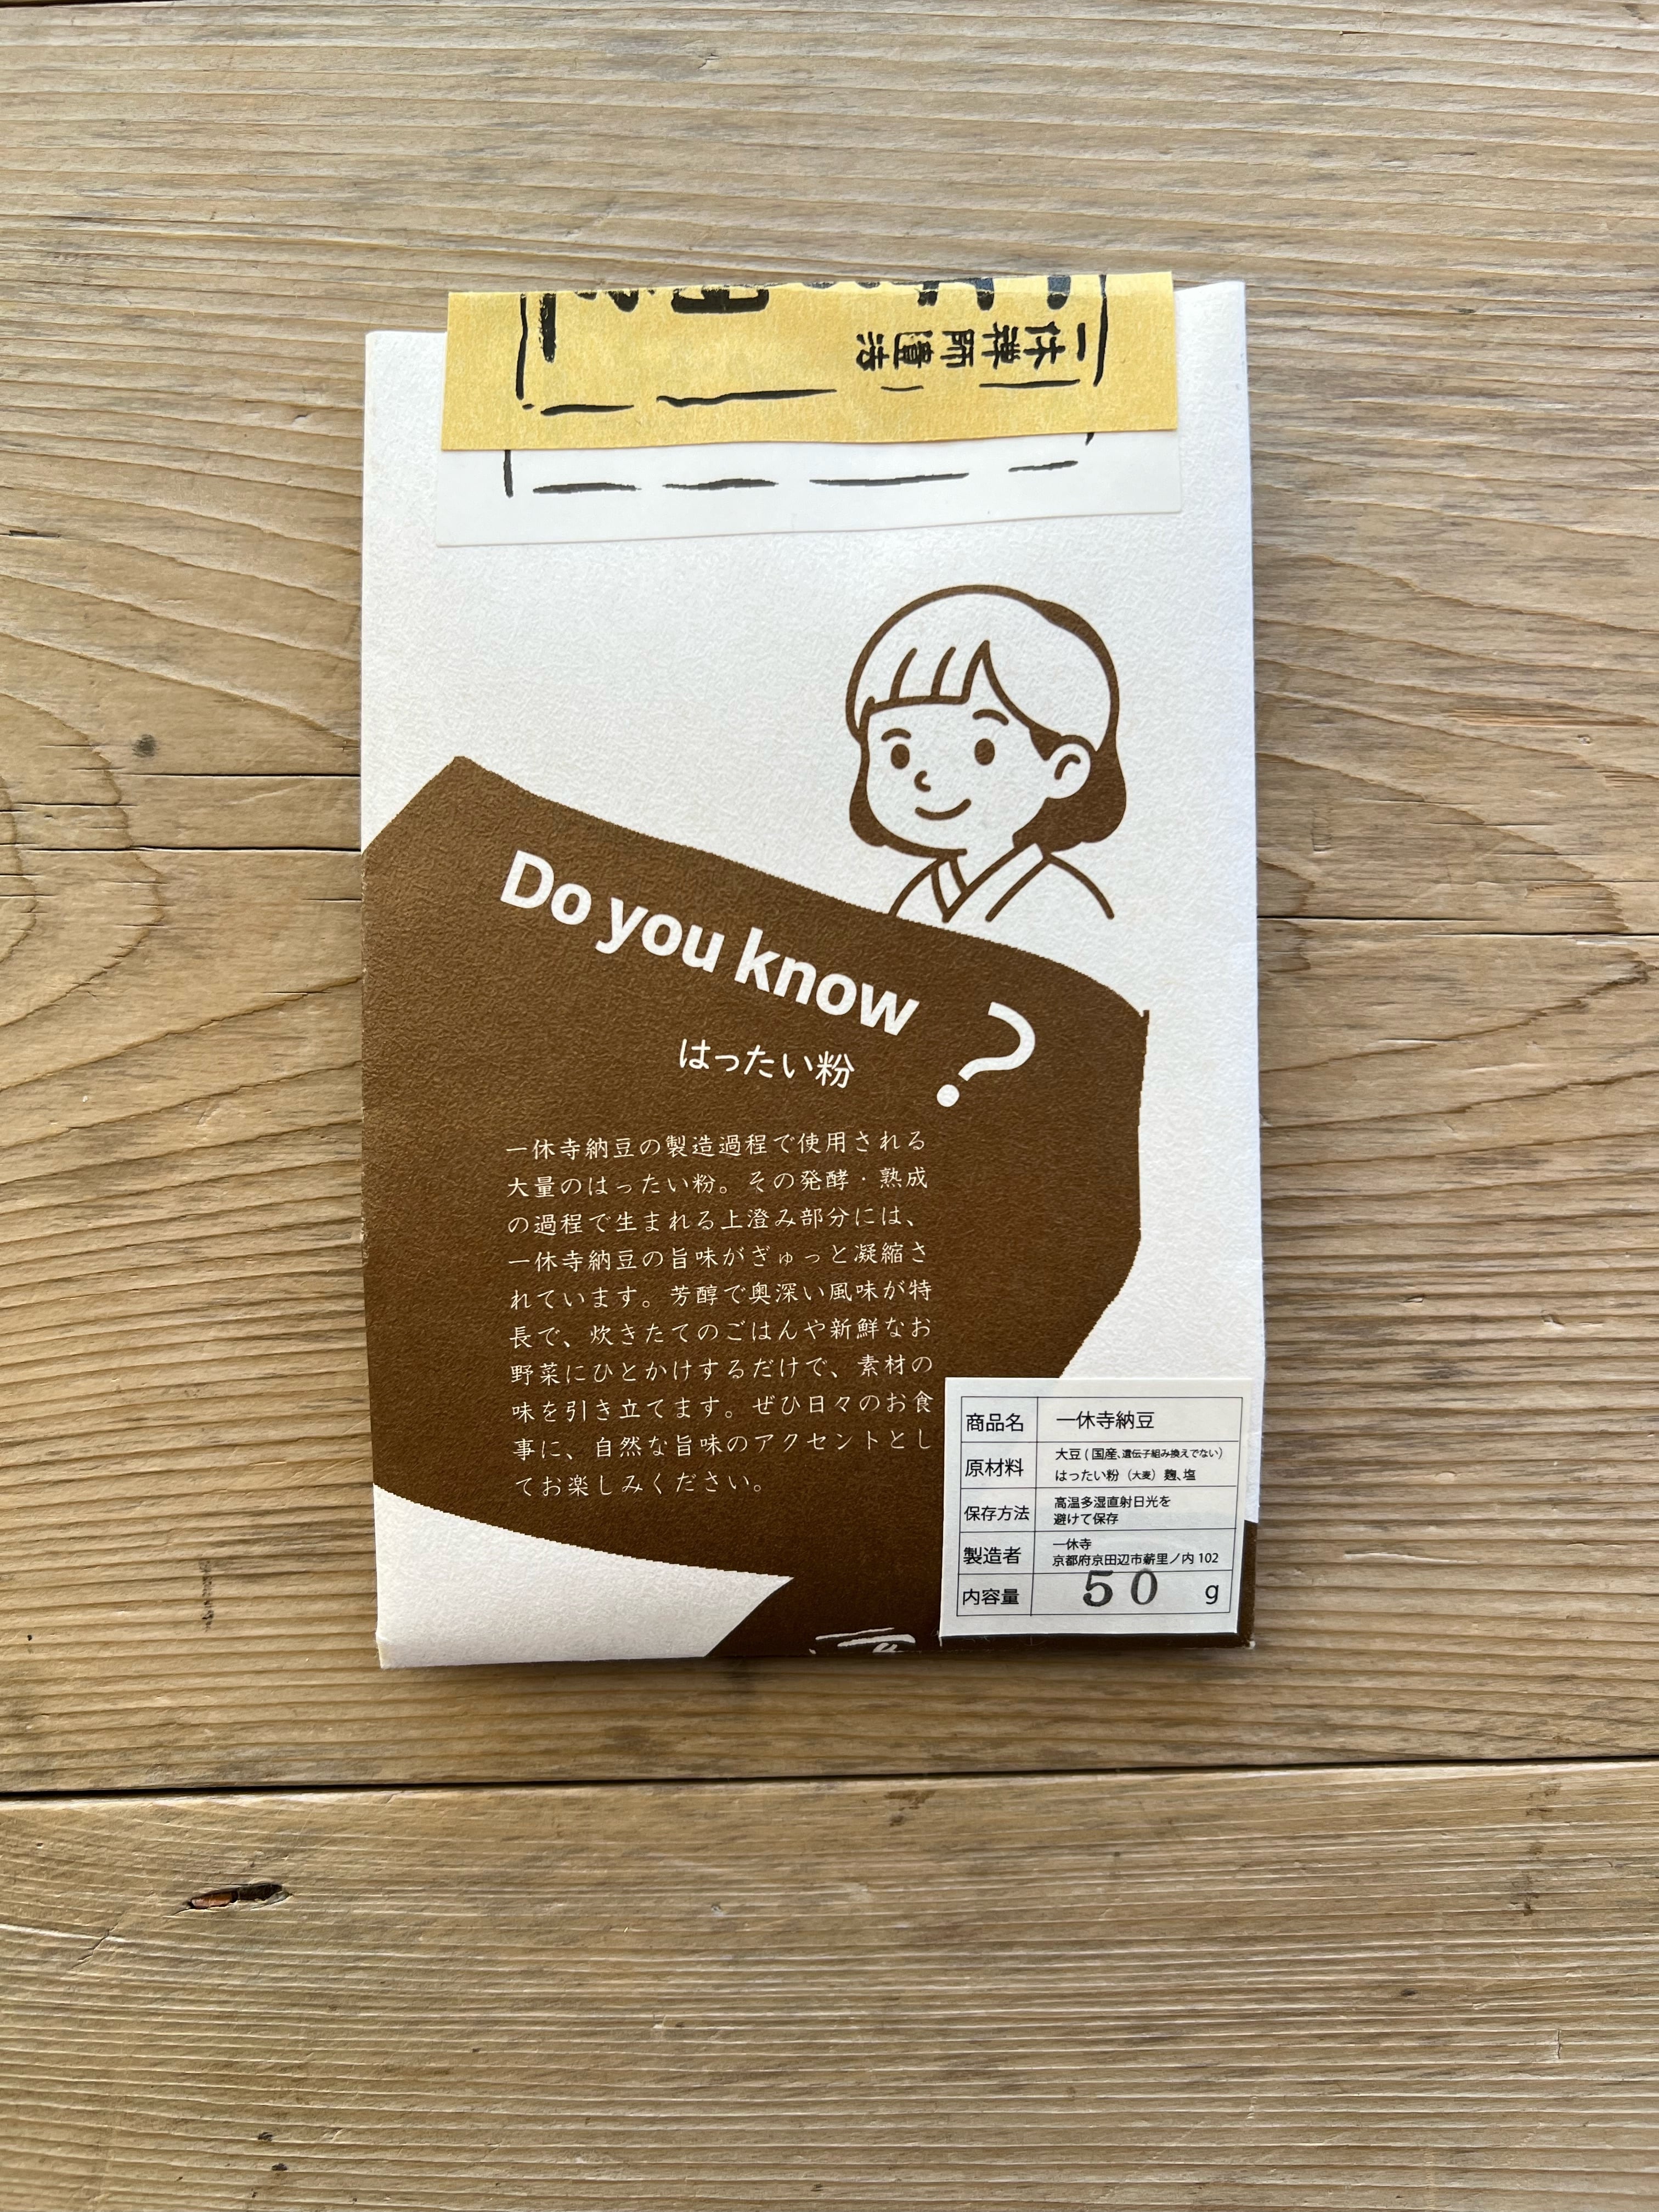 一休禅師遺法
Do you know
はったい粉
?
一休寺納豆の製造過程で使用される
大量のはったい粉。その発酵・熟成
の過程で生まれる上澄み部分には、
一休寺納豆の旨味がぎゅっと凝縮さ
れています。芳醇で奥深い風味が特
長で、炊きたてのごはんや新鮮なお
野菜にひとかけするだけで、素材の
味を引き立てます。ぜひ日々のお食
事に、自然な旨味のアクセントとし
てお楽しみください。
商品名 一休寺納豆
原材料 大豆(国産、遺伝子組み換えでない)
はったい粉(大麦)麹、塩
保存方法 高温多湿直射日光を
避けて保存
製造者 一休寺
京都府京田辺市薪里ノ内102
内容量 50 g